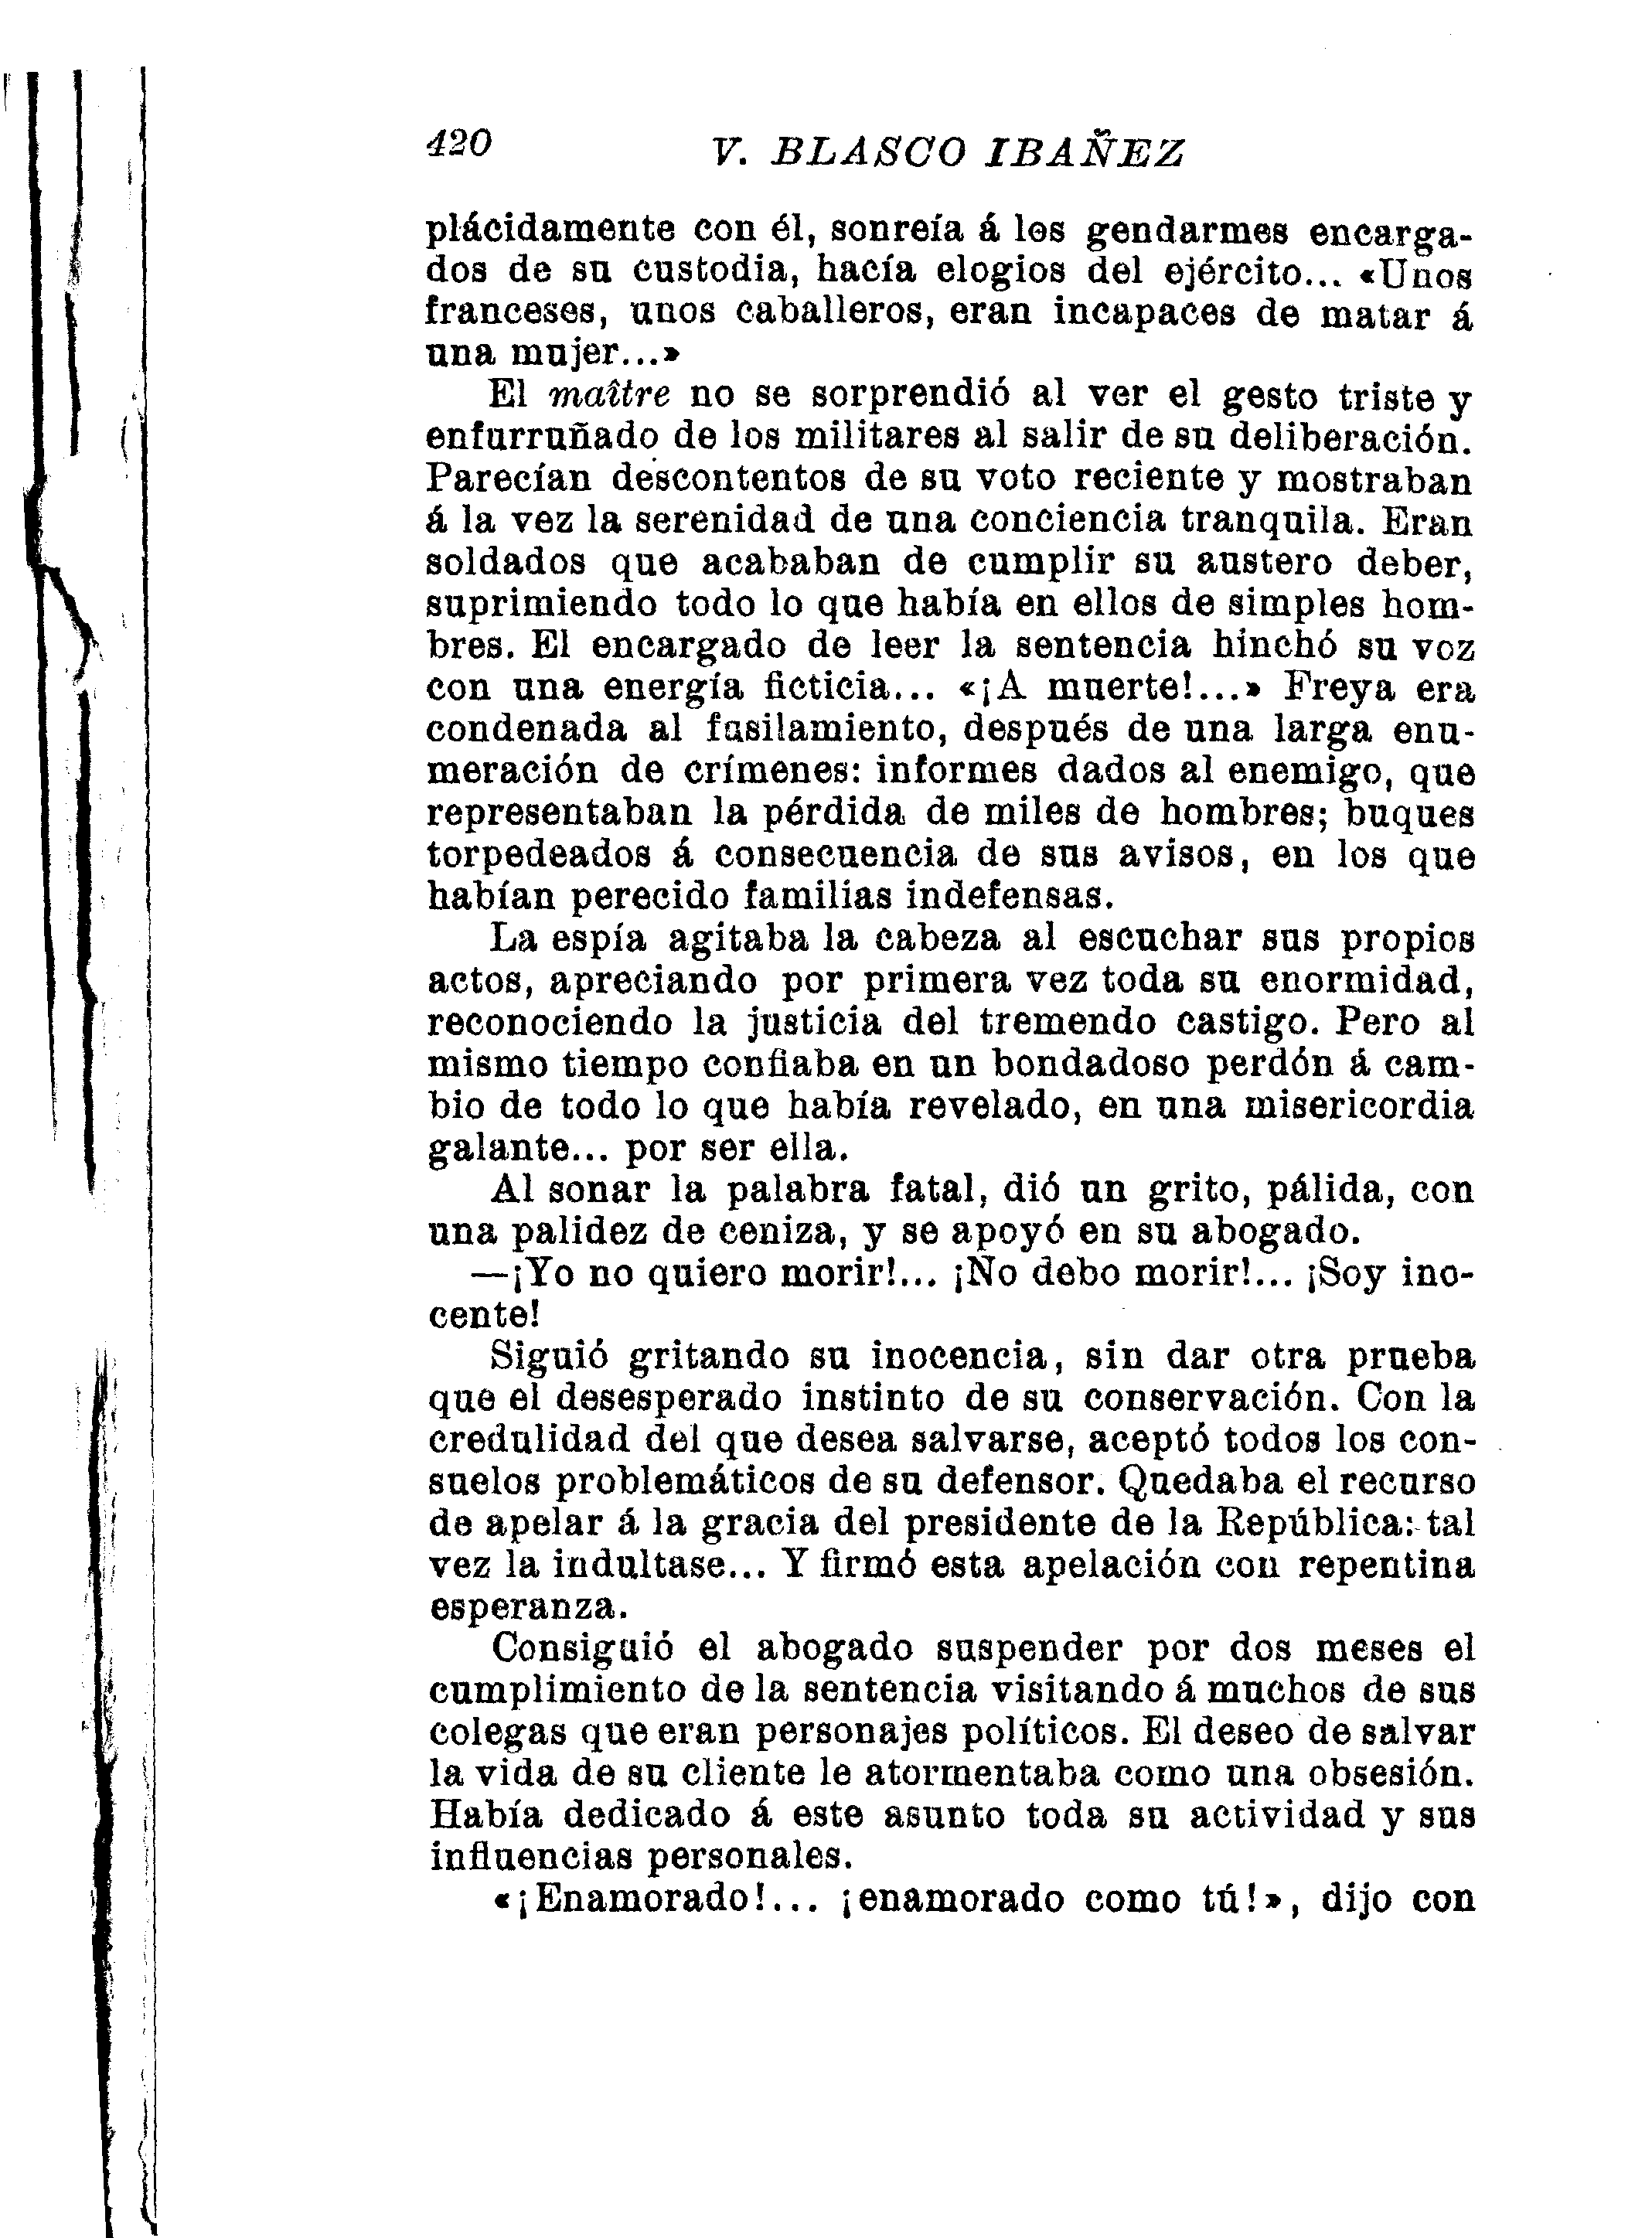 420 V. BLASCO IBAÑEZ
plácidamente con él, sonreía á los gendarmes encarga-
dos de su custodia, hacía elogios del ejército... «Unos
franceses, unos caballeros, eran incapaces de matar á
una mujer...»
El maître no se sorprendió al ver el gesto triste y
enfurruñado de los militares al salir de su deliberación.
Parecían descontentos de su voto reciente y mostraban
á la vez la serenidad de una conciencia tranquila. Eran
soldados que acababan de cumplir su austero deber,
suprimiendo todo lo que había en ellos de simples hom-
bres. El encargado de leer la sentencia hinchó su voz
con una energía ficticia... «¡A muerte!...» Freya era
condenada al fusilamiento, después de una larga enu-
meración de crímenes: informes dados al enemigo, que
representaban la pérdida de miles de hombres; buques
torpedeados á consecuencia de sus avisos, en los que
habían perecido familias indefensas.
La espía agitaba la cabeza al escuchar sus propios
actos, apreciando por primera vez toda su enormidad,
reconociendo la justicia del tremendo castigo. Pero al
mismo tiempo confiaba en un bondadoso perdón á cam-
bio de todo lo que había revelado, en una misericordia
galante... por ser ella.
Al sonar la palabra fatal, dió un grito, pálida, con
una palidez de ceniza, y se apoyó en su abogado.
—¡Yo no quiero morir!... ¡No debo morir!... ¡Soy ino-
cente!
Siguió gritando su inocencia, sin dar otra prueba
que el desesperado instinto de su conservación. Con la
credulidad del que desea salvarse, aceptó todos los con-
suelos problemáticos de su defensor. Quedaba el recurso
de apelar á la gracia del presidente de la República: tal
vez la indultase... Y firmó esta apelación con repentina
esperanza.
Consiguió el abogado suspender por dos meses el
cumplimiento de la sentencia visitando á muchos de sus
colegas que eran personajes políticos. El deseo de salvar
la vida de su cliente le atormentaba como una obsesión.
Había dedicado á este asunto toda su actividad y sus
influencias personales.
«¡Enamorado!... ¡enamorado como tú!», dijo con